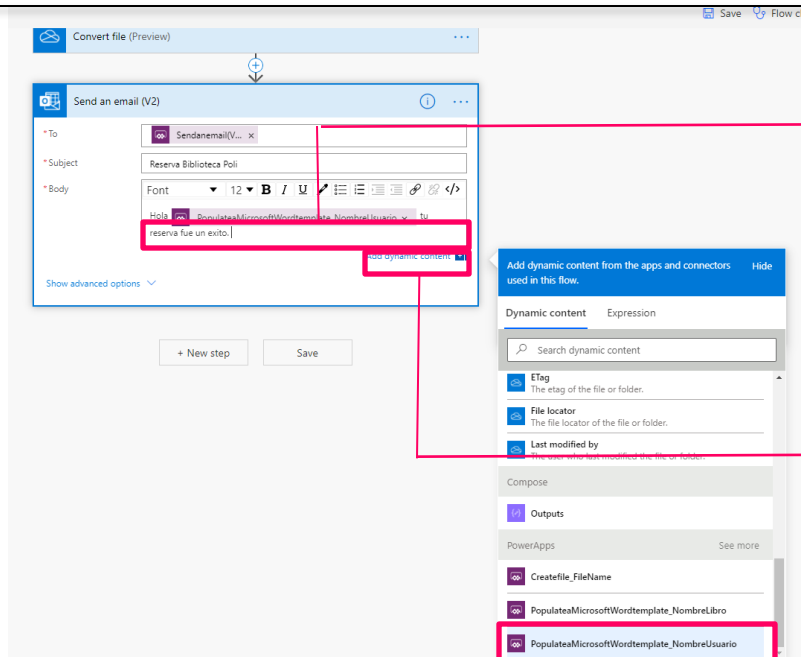 Save Flow c
Convert file (Preview)
Send an email (V2)
* To
Sendanemail(V... ×
* Subject
Reserva Biblioteca Poli
* Body
Font 12 B I U </>
Hola PopulateaMicrosoftWordtemplate_NombreUsuario × tu
reserva fue un exito.
Add dynamic content
Show advanced options
+ New step
Save
Add dynamic content from the apps and connectors
used in this flow.
Hide
Dynamic content Expression
Search dynamic content
ETag
The etag of the file or folder.
File locator
The file locator of the file or folder.
Last modified by
The user who last modified the file or folder.
Compose
Outputs
PowerApps See more
Createfile_FileName
PopulateaMicrosoftWordtemplate_NombreLibro
PopulateaMicrosoftWordtemplate_NombreUsuario